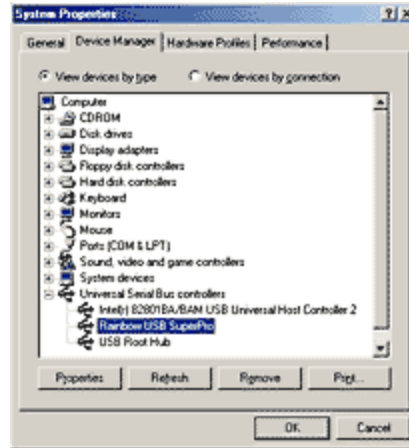 System Properties
General Device Manager Hardware Profiles Performance
View devices by type View devices by connection
Computer
CDROM
Disk drives
Display adapters
Floppy disk controllers
Hard disk controllers
Keyboard
Monitors
Mouse
Ports (COM & LPT)
Sound, video and game controllers
System devices
Universal Serial Bus controllers
Intel(r) 82801BA/BAM USB Universal Host Controller 2
Rainbow USB SuperPro
USB Root Hub
Properties Refresh Remove Print...
OK Cancel